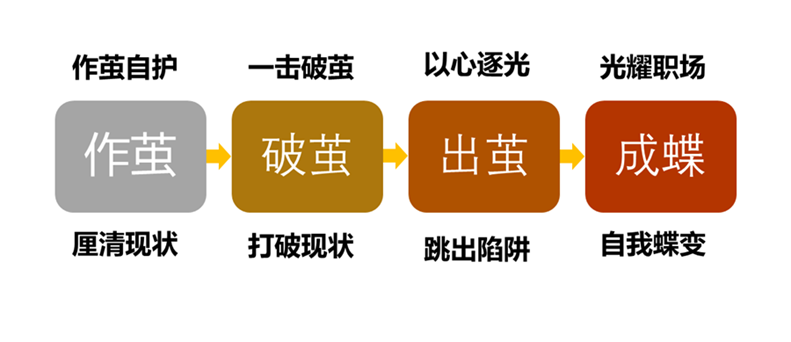 作茧自护
一击破茧
以心逐光
光耀职场
作茧
破茧
出茧
成蝶
厘清现状
打破现状
跳出陷阱
自我蝶变